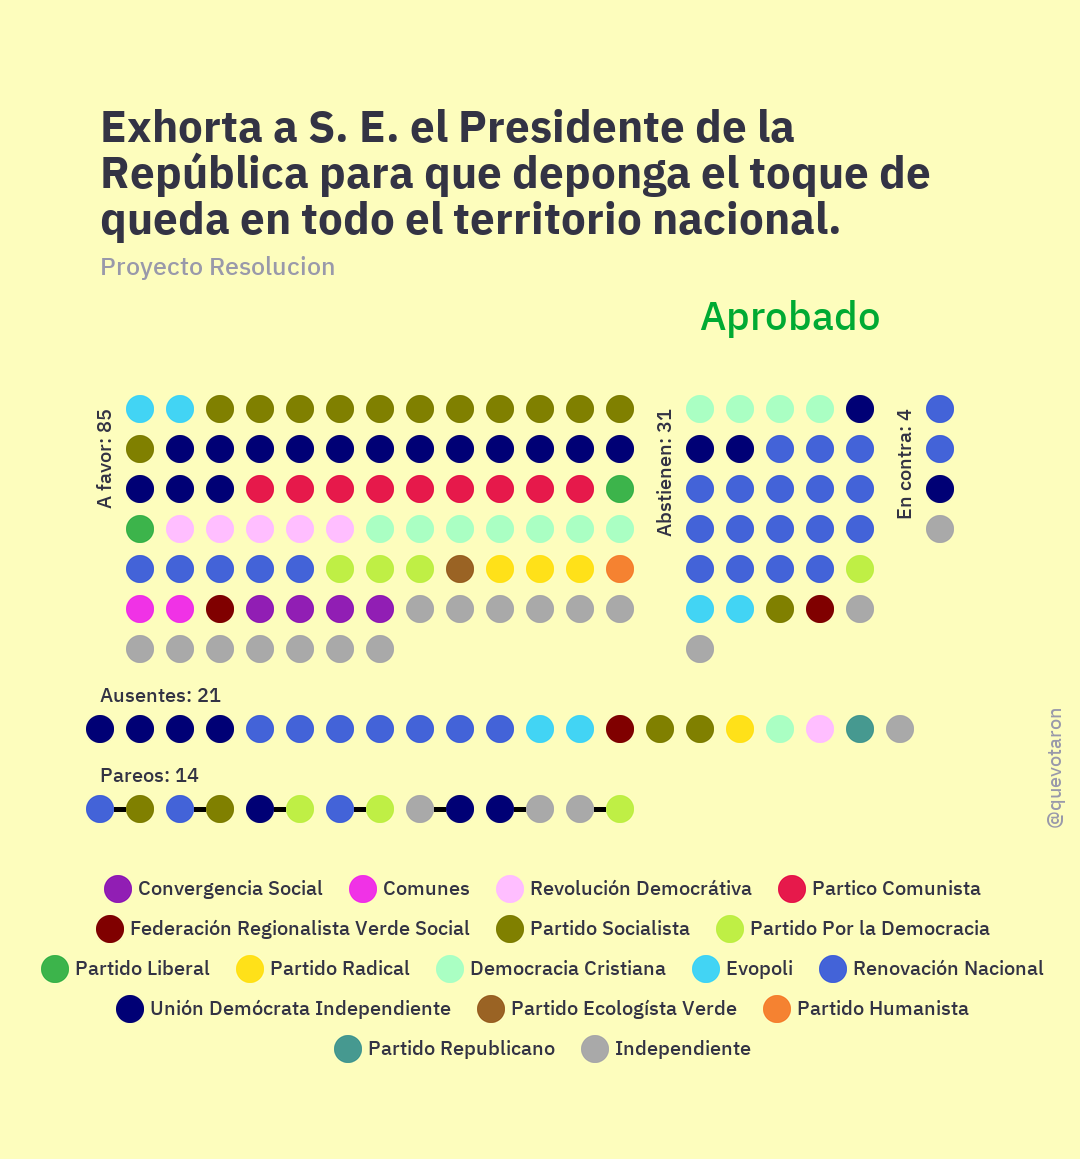 Exhorta a S. E. el Presidente de la
República para que deponga el toque de
queda en todo el territorio nacional.
Proyecto Resolucion
Aprobado
A favor: 85
Abstienen: 31
En contra: 4
Ausentes: 21
Pareos: 14
@quevotaron
Convergencia Social Comunes Revolución Democrátiva Partico Comunista
Federación Regionalista Verde Social Partido Socialista Partido Por la Democracia
Partido Liberal Partido Radical Democracia Cristiana Evopoli Renovación Nacional
Unión Demócrata Independiente Partido Ecologísta Verde Partido Humanista
Partido Republicano Independiente